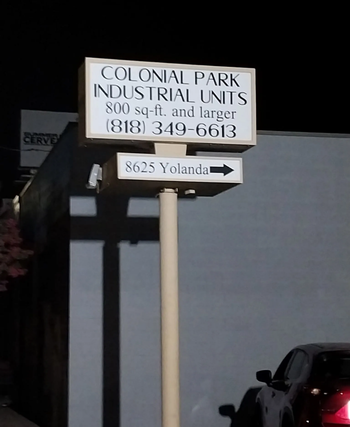 COLONIAL PARK
INDUSTRIAL UNITS
800 sq-ft. and larger
(818) 349-6613
8625 Yolanda